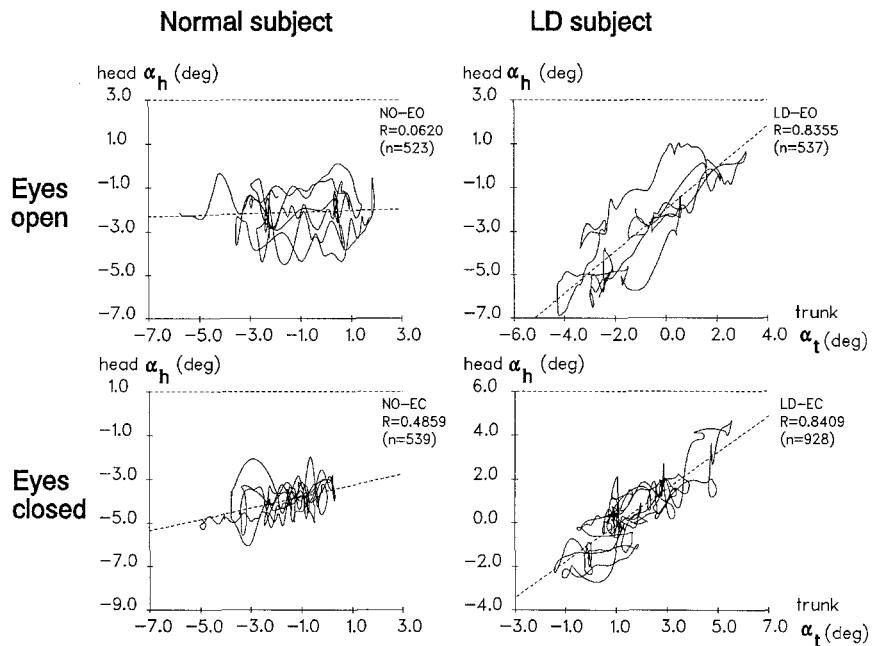 Normal subject
LD subject
Eyes open
head αh (deg)
3.0
1.0
−1.0
−3.0
−5.0
−7.0
NO−EO
R=0.0620
(n=523)
−7.0 −5.0 −3.0 −1.0 1.0 3.0
head αh (deg)
3.0
1.0
−1.0
−3.0
−5.0
−7.0
LD−EO
R=0.8355
(n=537)
−6.0 −4.0 −2.0 0.0 2.0 4.0
trunk
αt (deg)
Eyes closed
head αh (deg)
1.0
−1.0
−3.0
−5.0
−7.0
−9.0
NO−EC
R=0.4859
(n=539)
−7.0 −5.0 −3.0 −1.0 1.0 3.0
head αh (deg)
6.0
4.0
2.0
0.0
−2.0
−4.0
LD−EC
R=0.8409
(n=928)
−3.0 −1.0 1.0 3.0 5.0 7.0
trunk
αt (deg)